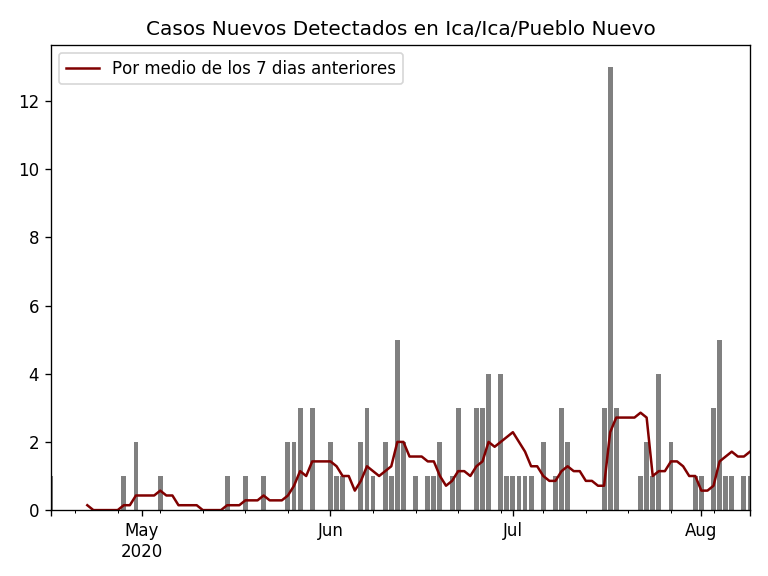 Casos Nuevos Detectados en Ica/Ica/Pueblo Nuevo
Por medio de los 7 dias anteriores
12
10
8
6
4
2
0
May
2020
Jun
Jul
Aug